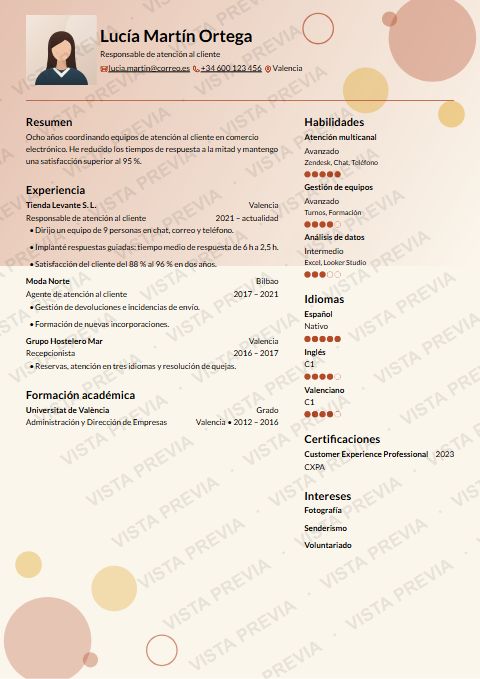 Lucía Martín Ortega
Responsable de atención al cliente
lucia.martin@correo.es +34 600 123 456 Valencia
Resumen
Ocho años coordinando equipos de atención al cliente en comercio
electrónico. He reducido los tiempos de respuesta a la mitad y mantengo
una satisfacción superior al 95 %.
Experiencia
Tienda Levante S. L. Valencia
Responsable de atención al cliente 2021 – actualidad
• Dirijo un equipo de 9 personas en chat, correo y teléfono.
• Implanté respuestas guiadas: tiempo medio de respuesta de 6 h a 2,5 h.
• Satisfacción del cliente del 88 % al 96 % en dos años.
Moda Norte Bilbao
Agente de atención al cliente 2017 – 2021
• Gestión de devoluciones e incidencias de envío.
• Formación de nuevas incorporaciones.
Grupo Hostelero Mar Valencia
Recepcionista 2016 – 2017
• Reservas, atención en tres idiomas y resolución de quejas.
Formación académica
Universitat de València Grado
Administración y Dirección de Empresas Valencia • 2012 – 2016
Habilidades
Atención multicanal
Avanzado
Zendesk, Chat, Teléfono
Gestión de equipos
Avanzado
Turnos, Formación
Análisis de datos
Intermedio
Excel, Looker Studio
Idiomas
Español
Nativo
Inglés
C1
Valenciano
C1
Certificaciones
Customer Experience Professional 2023
CXPA
Intereses
Fotografía
Senderismo
Voluntariado
VISTA PREVIA